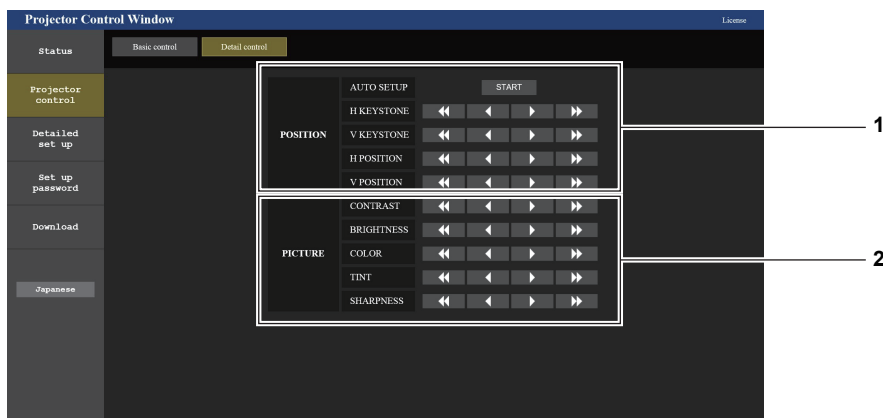 Projector Control Window
License
Status
Basic control
Detail control
Projector
control
Detailed
set up
Set up
password
Download
Japanese
POSITION
AUTO SETUP
START
H KEYSTONE
V KEYSTONE
H POSITION
V POSITION
1
PICTURE
CONTRAST
BRIGHTNESS
COLOR
TINT
SHARPNESS
2